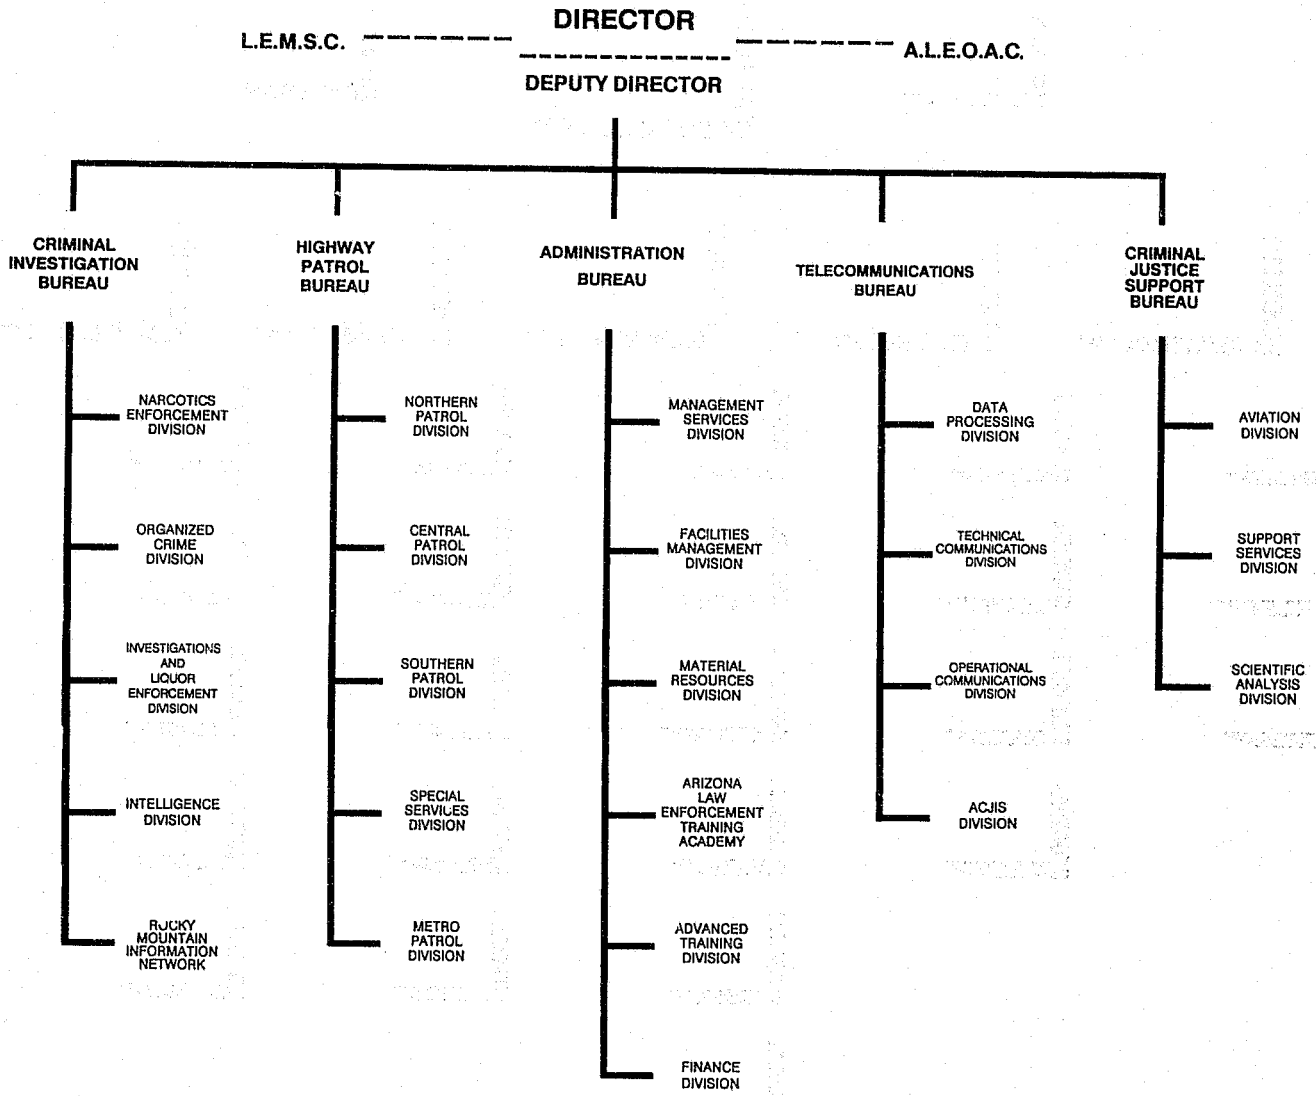 DIRECTOR
L.E.M.S.C.
A.L.E.O.A.C.
DEPUTY DIRECTOR
CRIMINAL
INVESTIGATION
BUREAU
NARCOTICS
ENFORCEMENT
DIVISION
ORGANIZED
CRIME
DIVISION
INVESTIGATIONS
AND
LIQUOR
ENFORCEMENT
DIVISION
INTELLIGENCE
DIVISION
ROCKY
MOUNTAIN
INFORMATION
NETWORK
HIGHWAY
PATROL
BUREAU
NORTHERN
PATROL
DIVISION
CENTRAL
PATROL
DIVISION
SOUTHERN
PATROL
DIVISION
SPECIAL
SERVICES
DIVISION
METRO
PATROL
DIVISION
ADMINISTRATION
BUREAU
MANAGEMENT
SERVICES
DIVISION
FACILITIES
MANAGEMENT
DIVISION
MATERIAL
RESOURCES
DIVISION
ARIZONA
LAW
ENFORCEMENT
TRAINING
ACADEMY
ADVANCED
TRAINING
DIVISION
FINANCE
DIVISION
TELECOMMUNICATIONS
BUREAU
DATA
PROCESSING
DIVISION
TECHNICAL
COMMUNICATIONS
DIVISION
OPERATIONAL
COMMUNICATIONS
DIVISION
ACJIS
DIVISION
CRIMINAL
JUSTICE
SUPPORT
BUREAU
AVIATION
DIVISION
SUPPORT
SERVICES
DIVISION
SCIENTIFIC
ANALYSIS
DIVISION